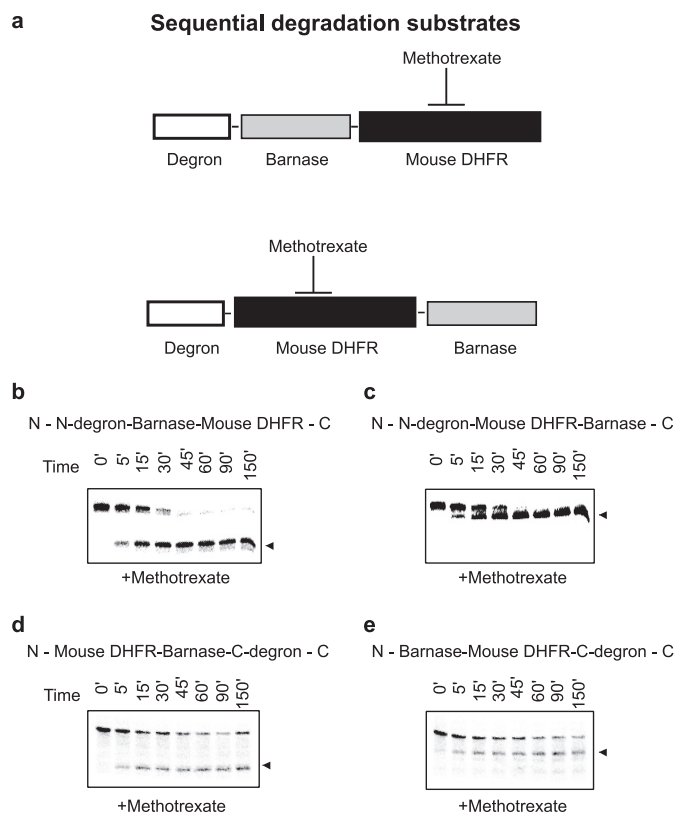 a Sequential degradation substrates
Methotrexate
Degron Barnase Mouse DHFR
Methotrexate
Degron Mouse DHFR Barnase
b c
N - N-degron-Barnase-Mouse DHFR - C N - N-degron-Mouse DHFR-Barnase - C
Time 0' 5' 15' 30' 45' 60' 90' 150' 0' 5' 15' 30' 45' 60' 90' 150'
+Methotrexate +Methotrexate
d e
N - Mouse DHFR-Barnase-C-degron - C N - Barnase-Mouse DHFR-C-degron - C
Time 0' 5' 15' 30' 45' 60' 90' 150' 0' 5' 15' 30' 45' 60' 90' 150'
+Methotrexate +Methotrexate